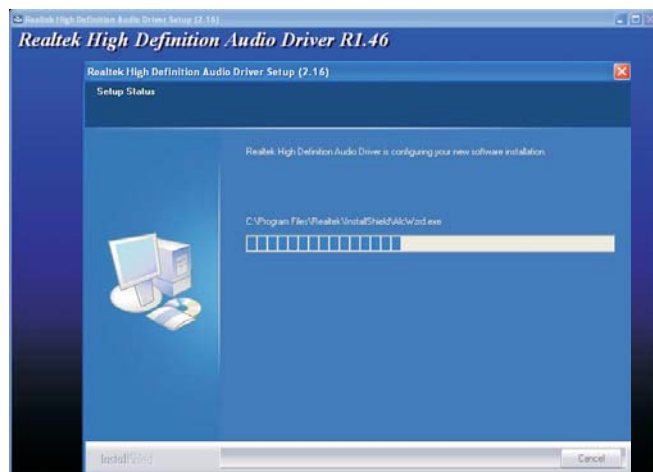 Realtek High Definition Audio Driver Setup (2.16)
Realtek High Definition Audio Driver R1.46
Realtek High Definition Audio Driver Setup (2.16)
Setup Status
Realtek High Definition Audio Driver is configuring your new software installation.
C:\Program Files\Realtek\InstallShield\AlcWzrd.exe
InstallShield
Cancel